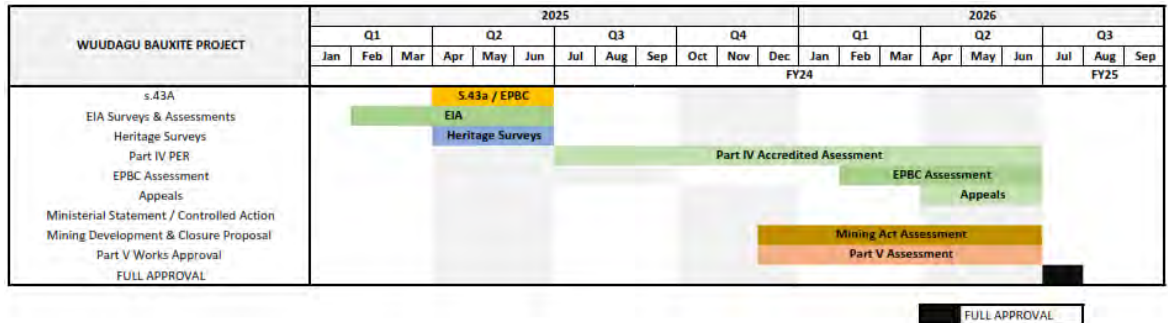 WUUDAGU BAUXITE PROJECT
2025 2026
Q1 Q2 Q3 Q4 Q1 Q2 Q3
Jan Feb Mar Apr May Jun Jul Aug Sep Oct Nov Dec Jan Feb Mar Apr May Jun Jul Aug Sep
FY24 FY25
s.43A S.43a / EPBC
EIA Surveys & Assessments EIA
Heritage Surveys Heritage Surveys
Part IV PER Part IV Accredited Asessment
EPBC Assessment EPBC Assessment
Appeals Appeals
Ministerial Statement / Controlled Action
Mining Development & Closure Proposal Mining Act Assessment
Part V Works Approval Part V Assessment
FULL APPROVAL
FULL APPROVAL